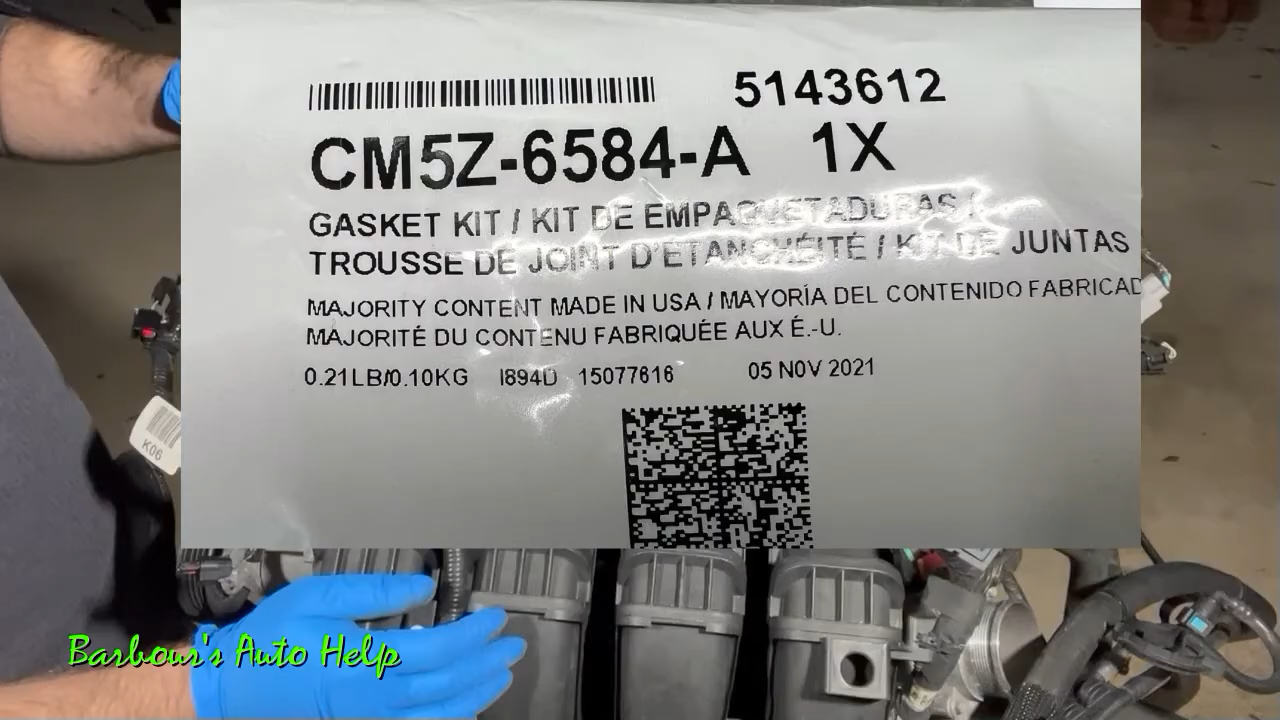 5143612
CM5Z-6584-A 1X
GASKET KIT / KIT DE EMPAQUETADURAS /
TROUSSE DE JOINT D'ÉTANCHÉITÉ / KIT DE JUNTAS
MAJORITY CONTENT MADE IN USA / MAYORÍA DEL CONTENIDO FABRICAD
MAJORITÉ DU CONTENU FABRIQUÉE AUX É.-U.
0.21LB/0.10KG I894D 15077616 05 NOV 2021
K06
Barbour's Auto Help